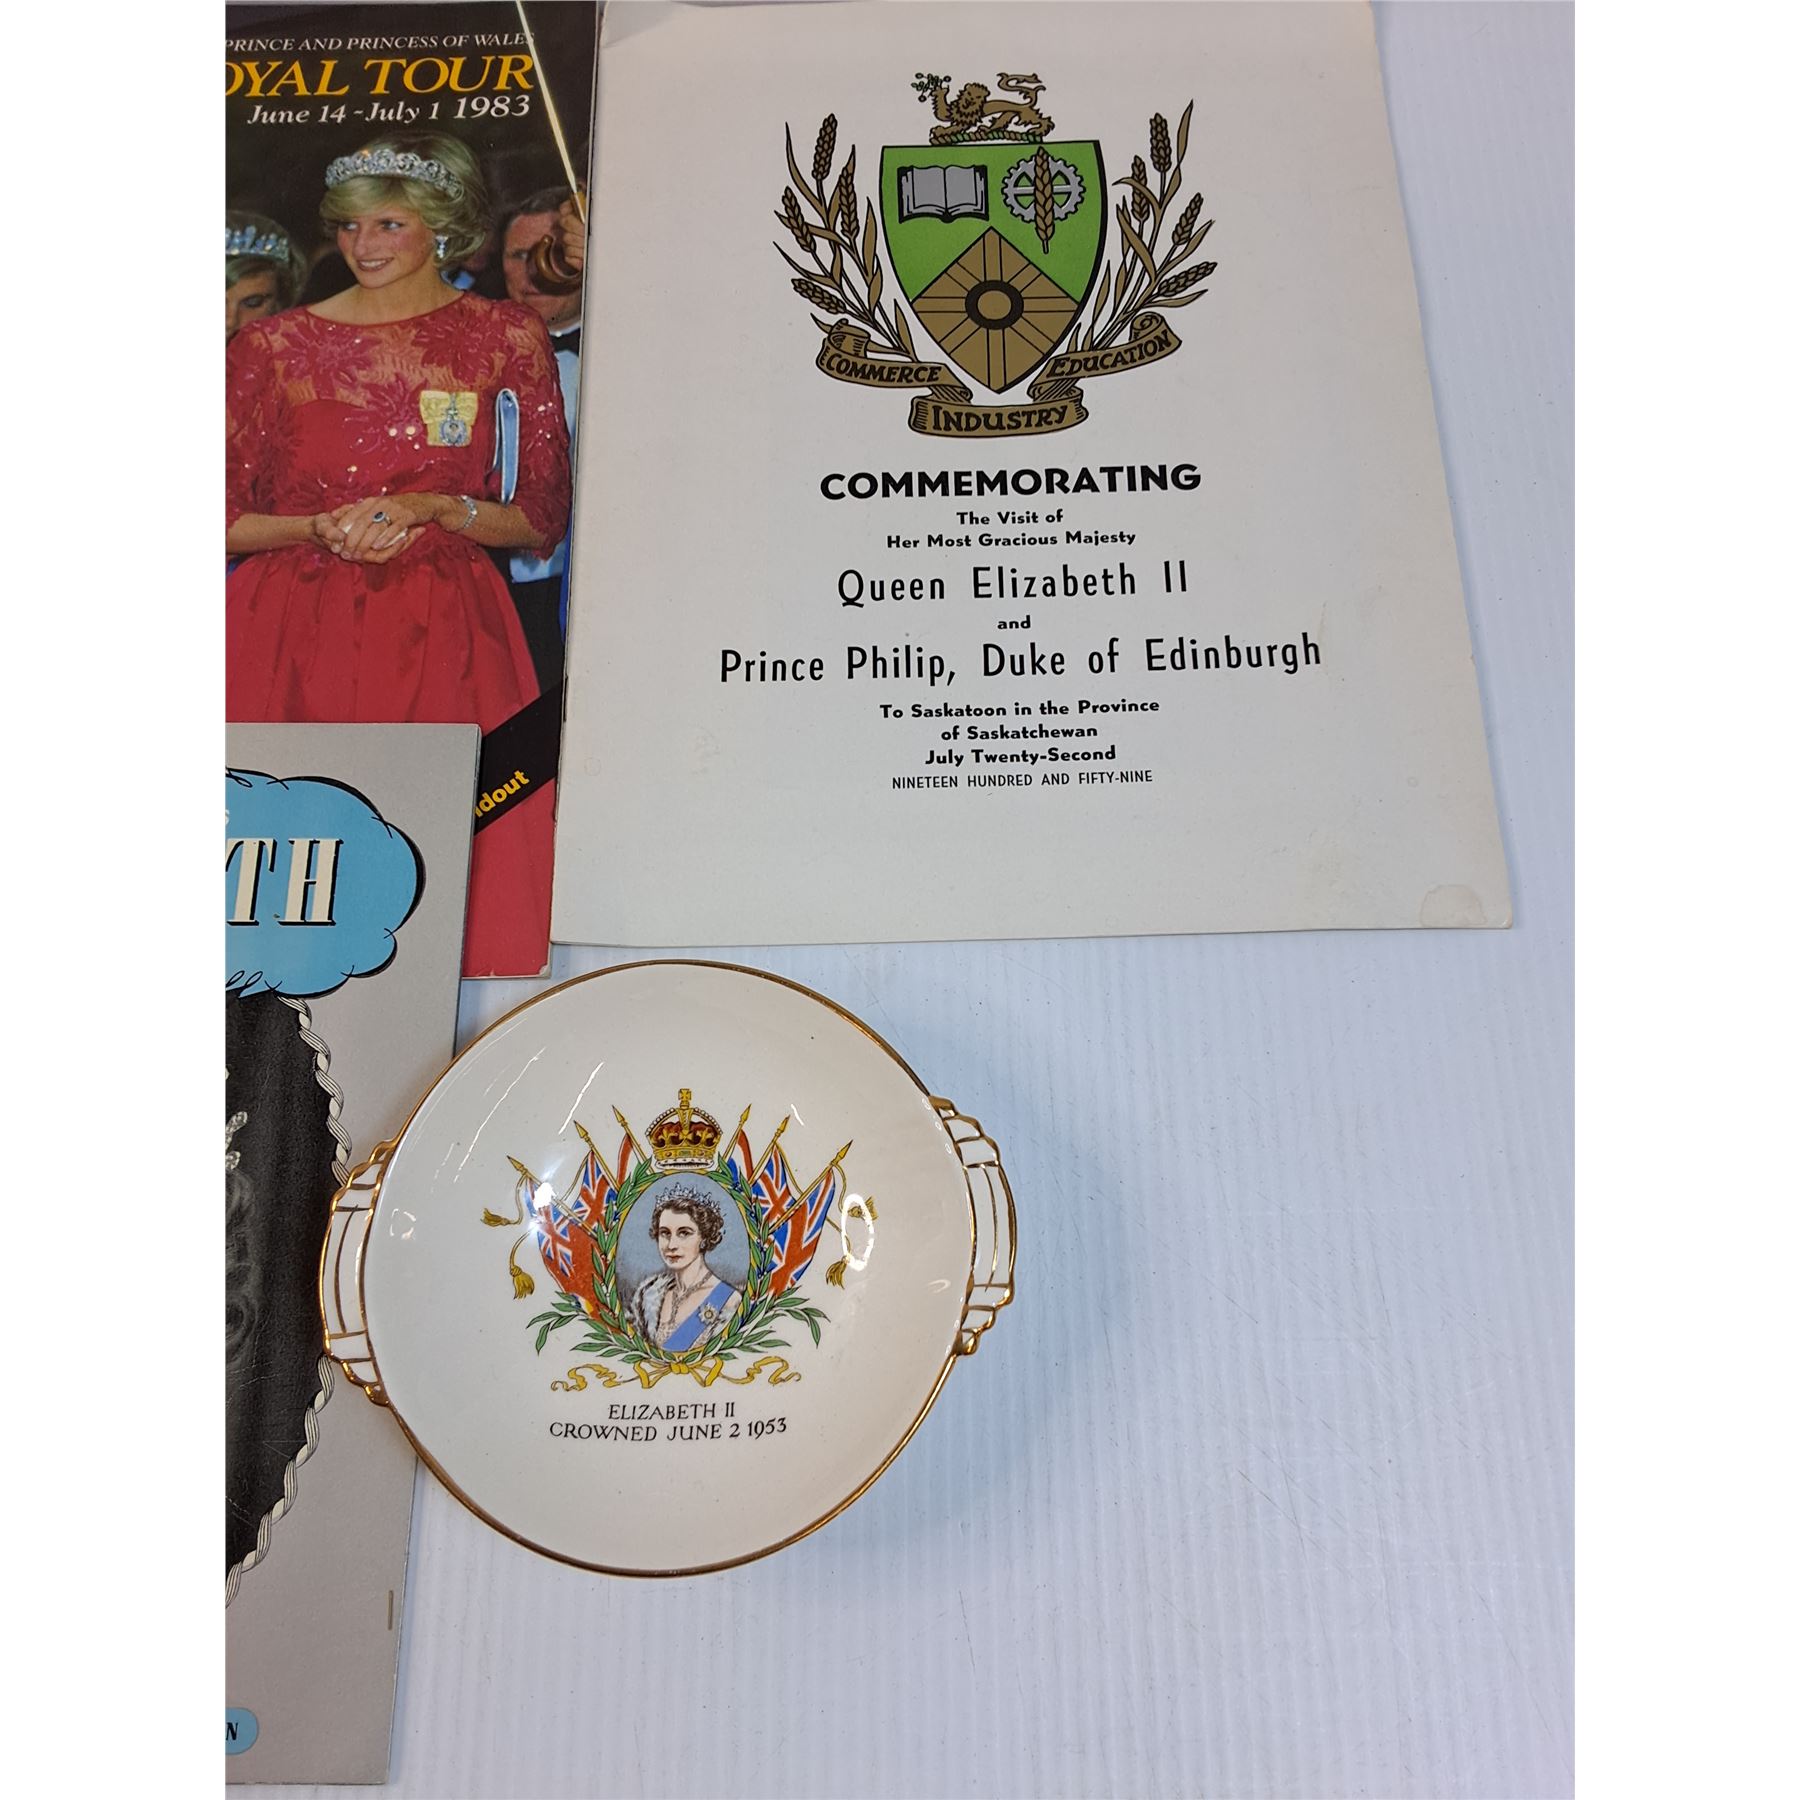 PRINCE AND PRINCESS OF WALES
OYAL TOUR
June 14 - July 1 1983
COMMERCE
EDUCATION
INDUSTRY
COMMEMORATING
The Visit of
Her Most Gracious Majesty
Queen Elizabeth II
and
Prince Philip, Duke of Edinburgh
To Saskatoon in the Province
of Saskatchewan
July Twenty-Second
NINETEEN HUNDRED AND FIFTY-NINE
dout
TH
ELIZABETH II
CROWNED JUNE 2 1953
N